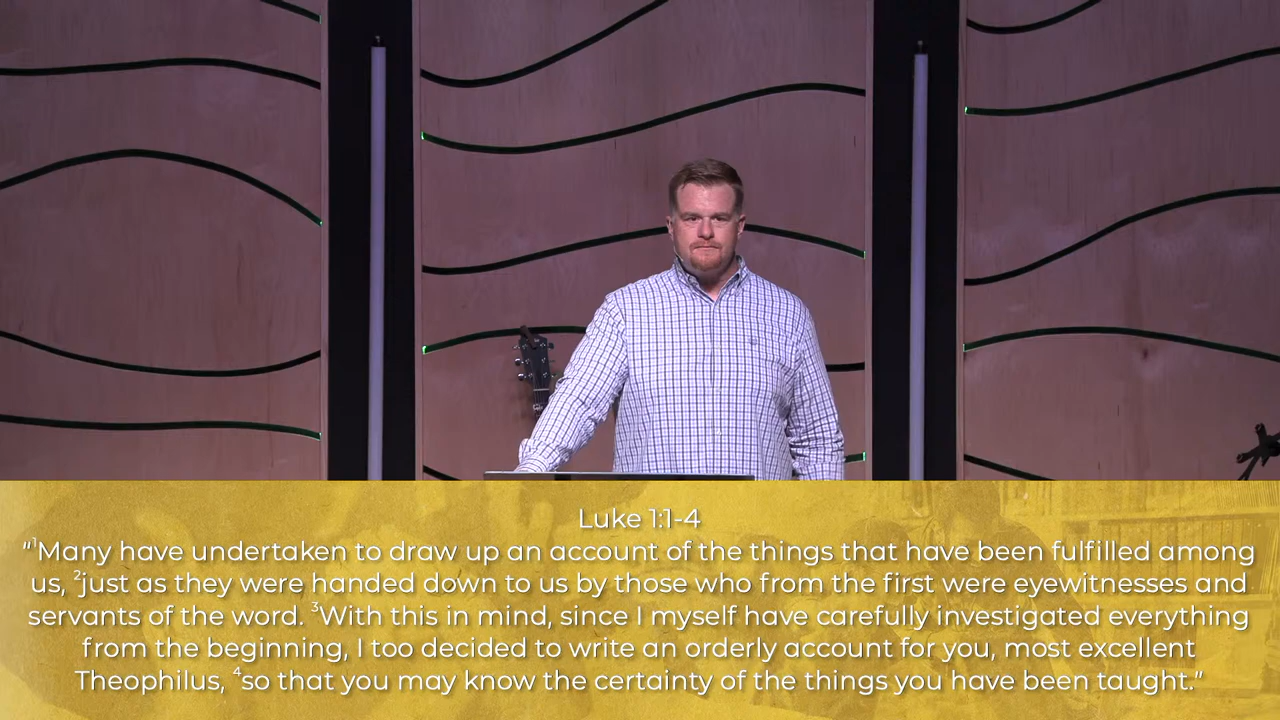 Luke 1:1-4
“¹Many have undertaken to draw up an account of the things that have been fulfilled among
us, ²just as they were handed down to us by those who from the first were eyewitnesses and
servants of the word. ³With this in mind, since I myself have carefully investigated everything
from the beginning, I too decided to write an orderly account for you, most excellent
Theophilus, ⁴so that you may know the certainty of the things you have been taught.”